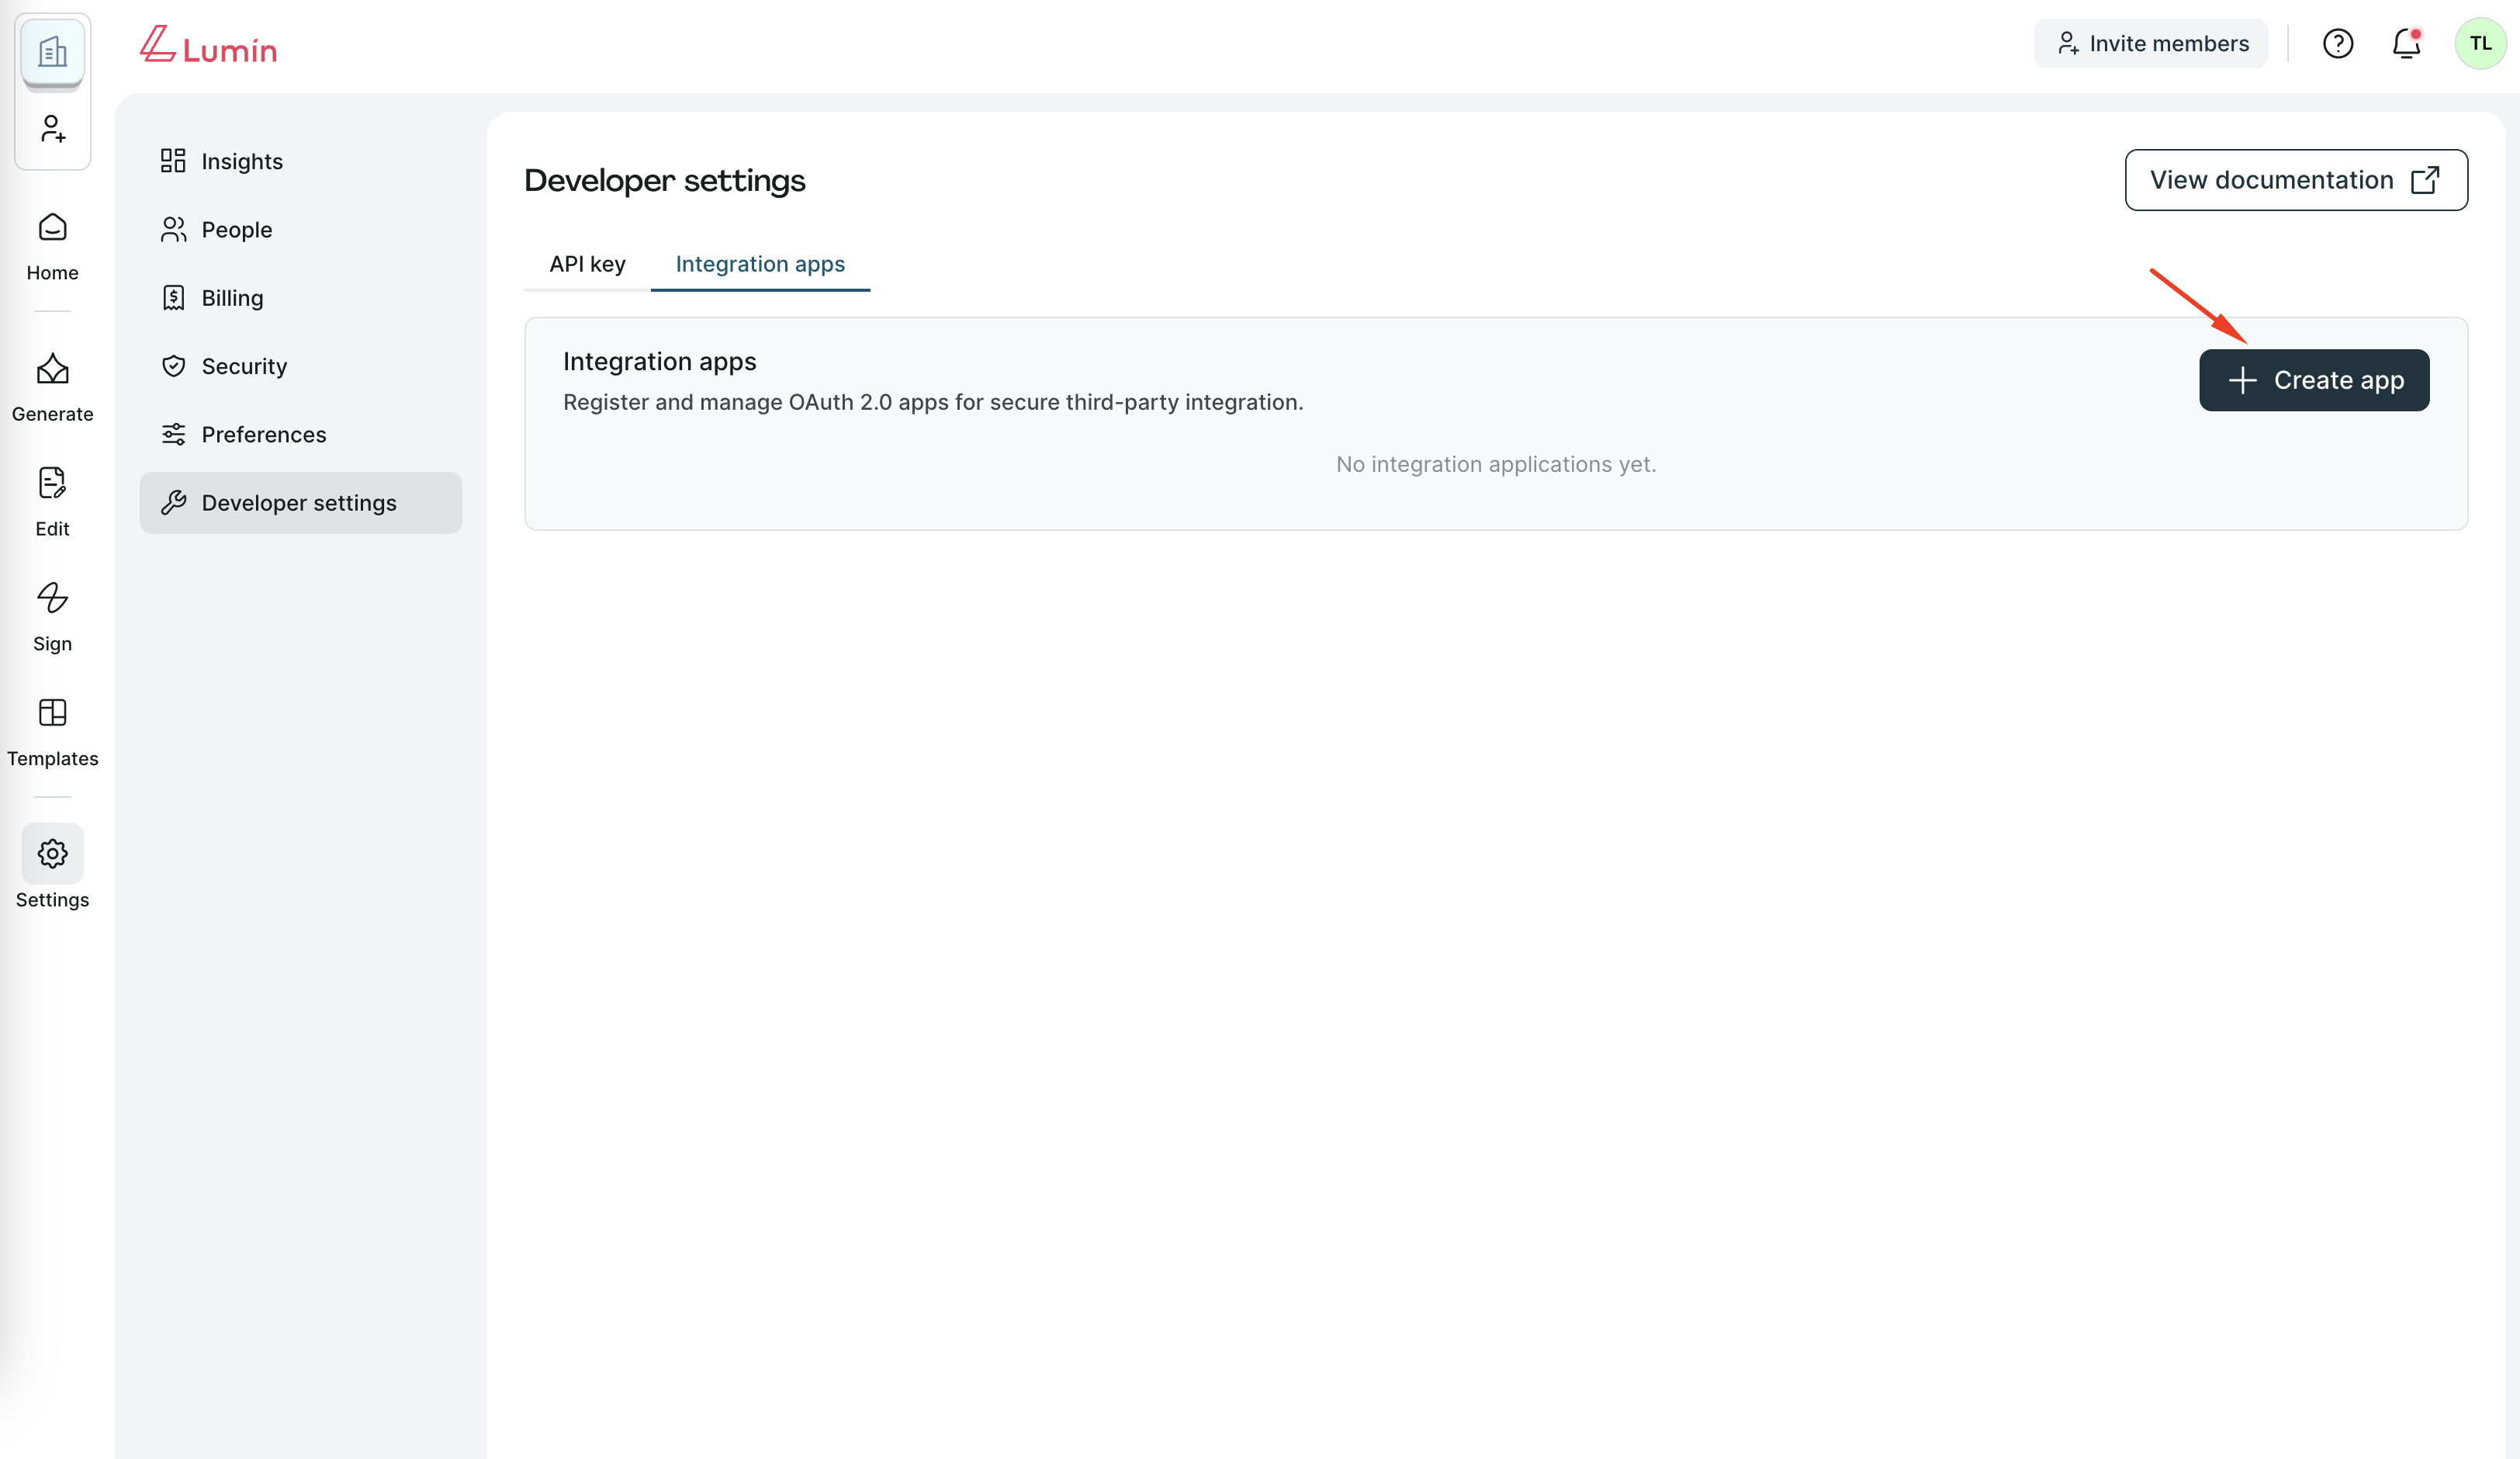 Lumin
Invite members
TL
Home
Generate
Edit
Sign
Templates
Settings
Insights
People
Billing
Security
Preferences
Developer settings
Developer settings
View documentation
API key
Integration apps
Integration apps
Register and manage OAuth 2.0 apps for secure third-party integration.
Create app
No integration applications yet.